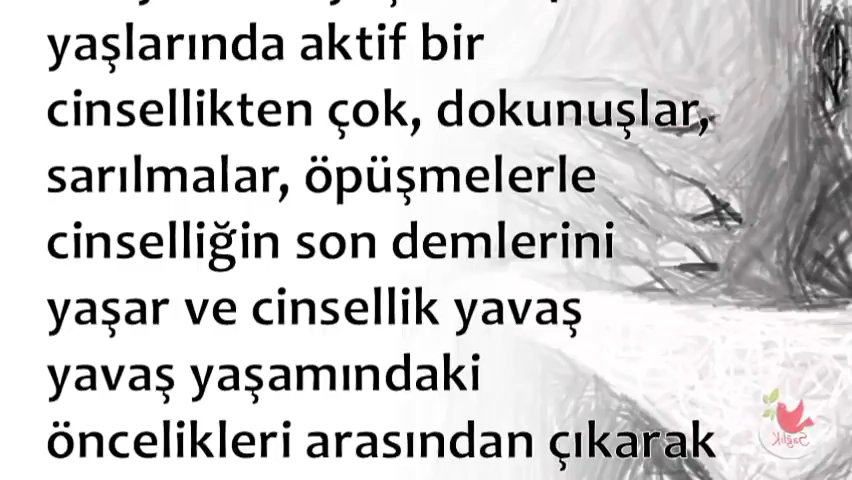 yaşlarında aktif bir
cinsellikten çok, dokunuşlar,
sarılmalar, öpüşmelerle
cinselliğin son demlerini
yaşar ve cinsellik yavaş
yavaş yaşamındaki
öncelikleri arasından çıkarak
Sağlık